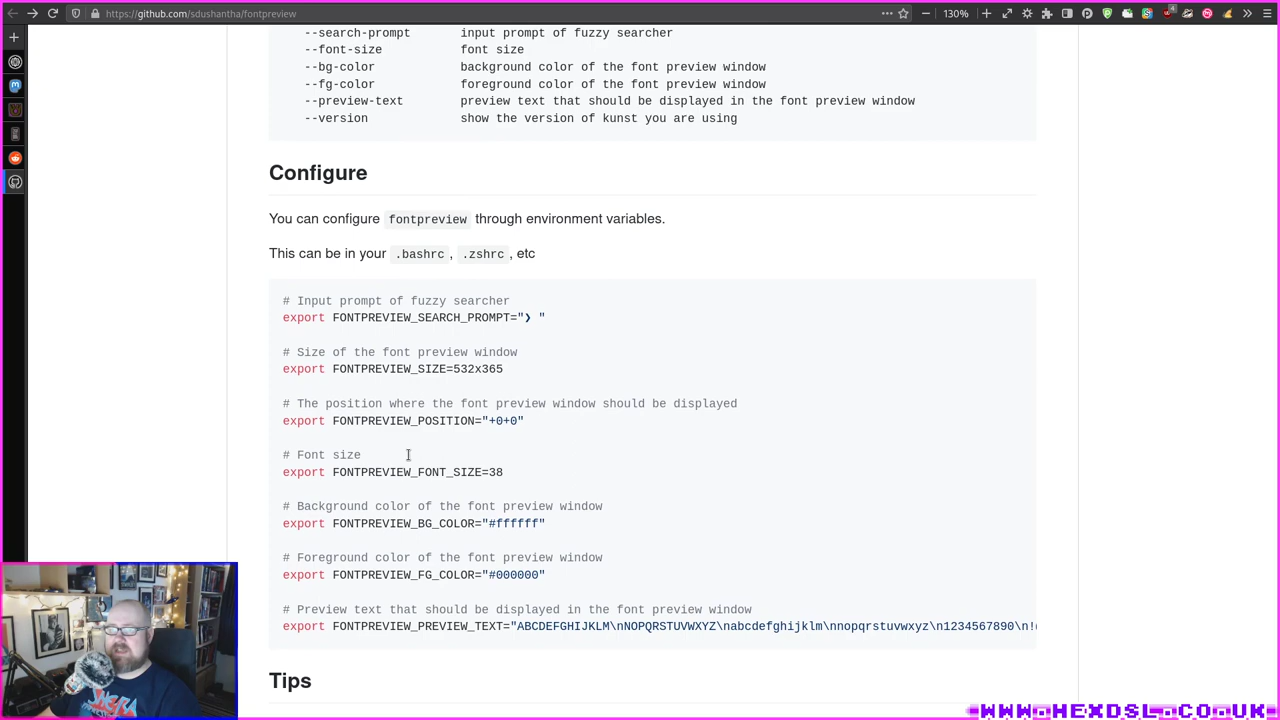 https://github.com/sdushantha/fontpreview
130%
4
--search-prompt input prompt of fuzzy searcher
--font-size font size
--bg-color background color of the font preview window
--fg-color foreground color of the font preview window
--preview-text preview text that should be displayed in the font preview window
--version show the version of kunst you are using
Configure
You can configure fontpreview through environment variables.
This can be in your .bashrc , .zshrc , etc
# Input prompt of fuzzy searcher
export FONTPREVIEW_SEARCH_PROMPT="❯ "
# Size of the font preview window
export FONTPREVIEW_SIZE=532x365
# The position where the font preview window should be displayed
export FONTPREVIEW_POSITION="+0+0"
# Font size
export FONTPREVIEW_FONT_SIZE=38
# Background color of the font preview window
export FONTPREVIEW_BG_COLOR="#ffffff"
# Foreground color of the font preview window
export FONTPREVIEW_FG_COLOR="#000000"
# Preview text that should be displayed in the font preview window
export FONTPREVIEW_PREVIEW_TEXT="ABCDEFGHIJKLM\nNOPQRSTUVWXYZ\nabcdefghijklm\nnopqrstuvwxyz\n1234567890\n!
Tips
WWW.HEXDSL.CO.UK